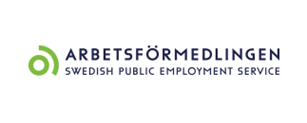 ARBETSFÖRMEDLINGEN
SWEDISH PUBLIC EMPLOYMENT SERVICE